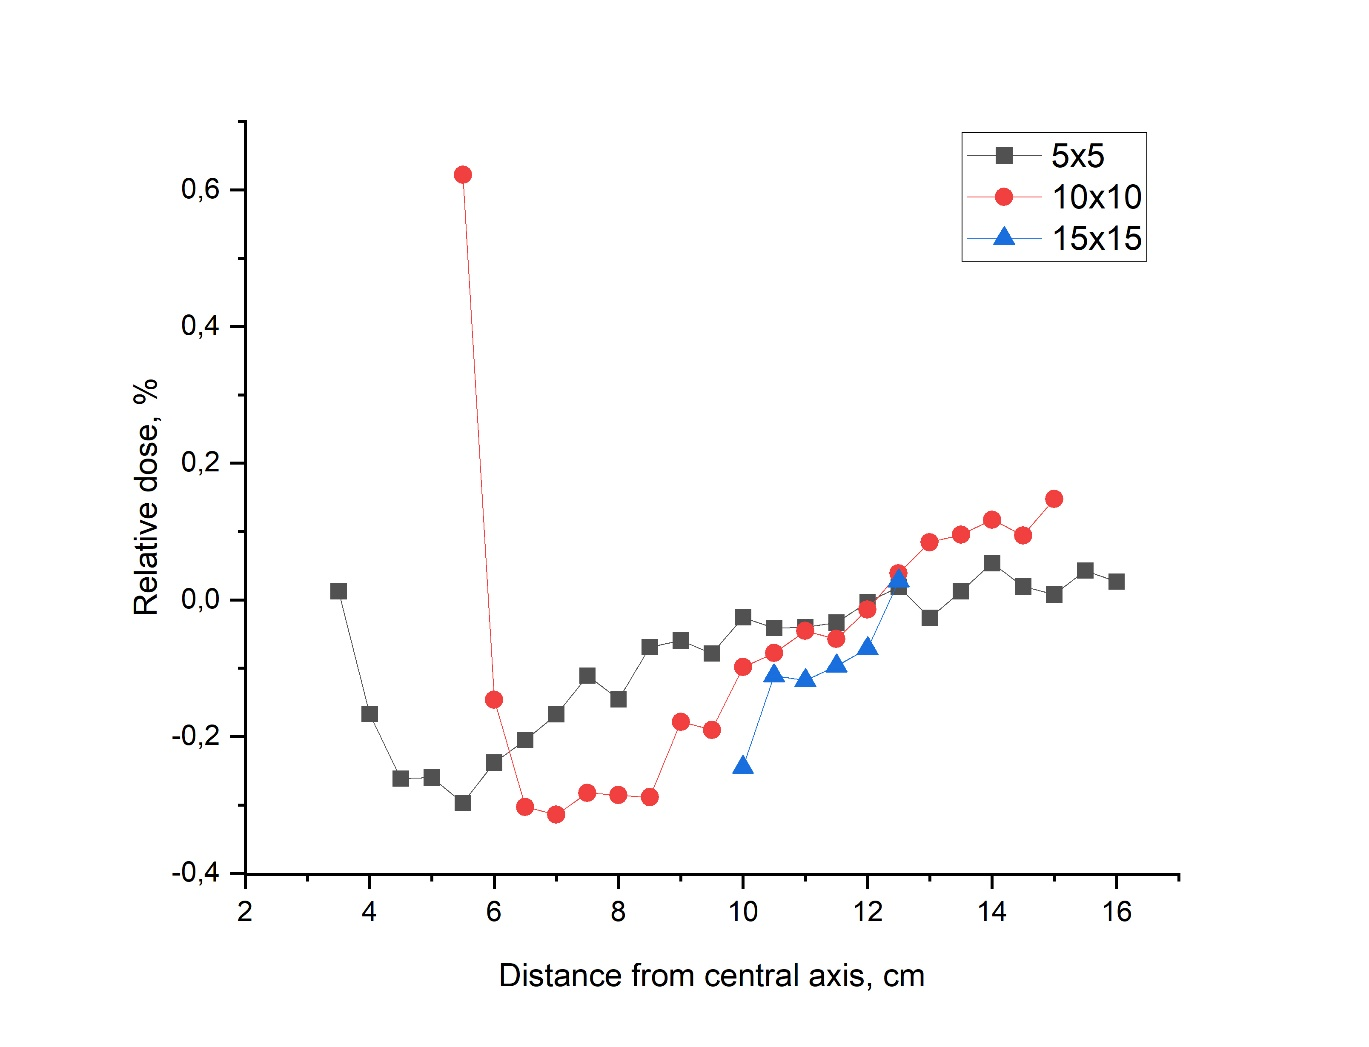 5x5
10x10
15x15
0,6
0,4
0,2
0,0
-0,2
-0,4
Relative dose, %
2 4 6 8 10 12 14 16
Distance from central axis, cm